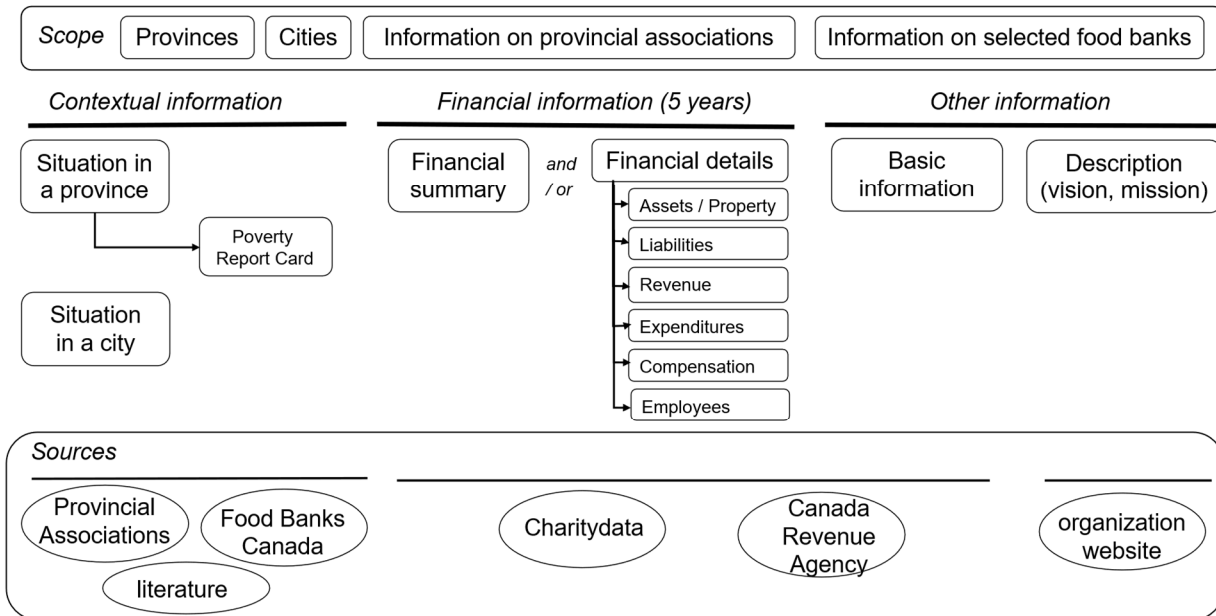 Scope
Provinces
Cities
Information on provincial associations
Information on selected food banks
Contextual information
Financial information (5 years)
Other information
Situation in
a province
Poverty
Report Card
Situation
in a city
Financial
summary
and
/ or
Financial details
Assets / Property
Liabilities
Revenue
Expenditures
Compensation
Employees
Basic
information
Description
(vision, mission)
Sources
Provincial
Associations
Food Banks
Canada
literature
Charitydata
Canada
Revenue
Agency
organization
website